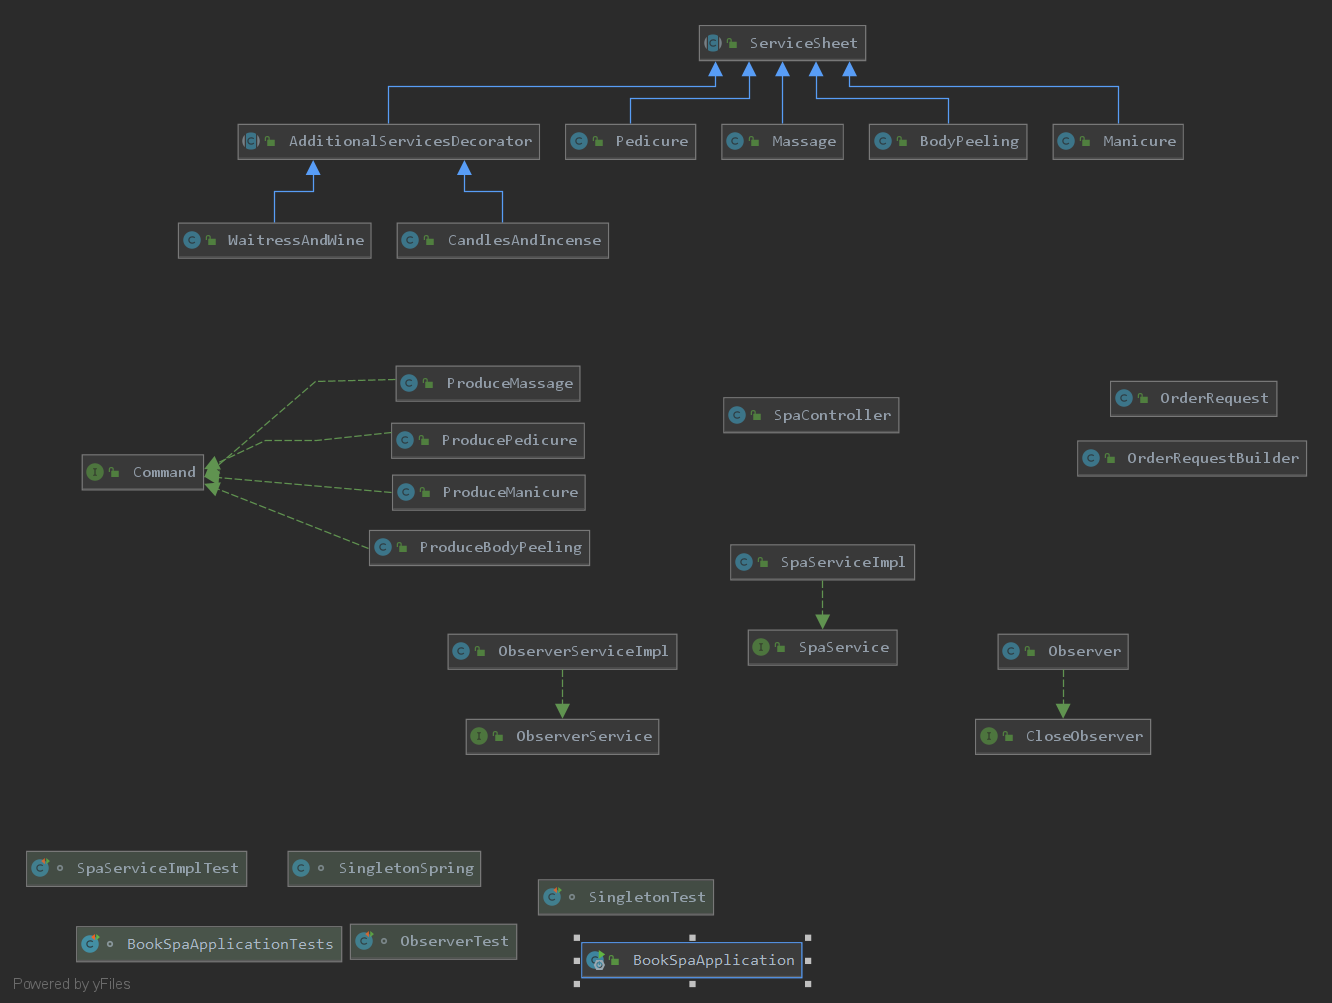 ServiceSheet
AdditionalServicesDecorator
Pedicure
Massage
BodyPeeling
Manicure
WaitressAndWine
CandlesAndIncense
ProduceMassage
OrderRequest
SpaController
ProducePedicure
OrderRequestBuilder
Command
ProduceManicure
ProduceBodyPeeling
SpaServiceImpl
ObserverServiceImpl
SpaService
Observer
ObserverService
CloseObserver
SpaServiceImplTest
SingletonSpring
SingletonTest
BookSpaApplicationTests
ObserverTest
BookSpaApplication
Powered by yFiles